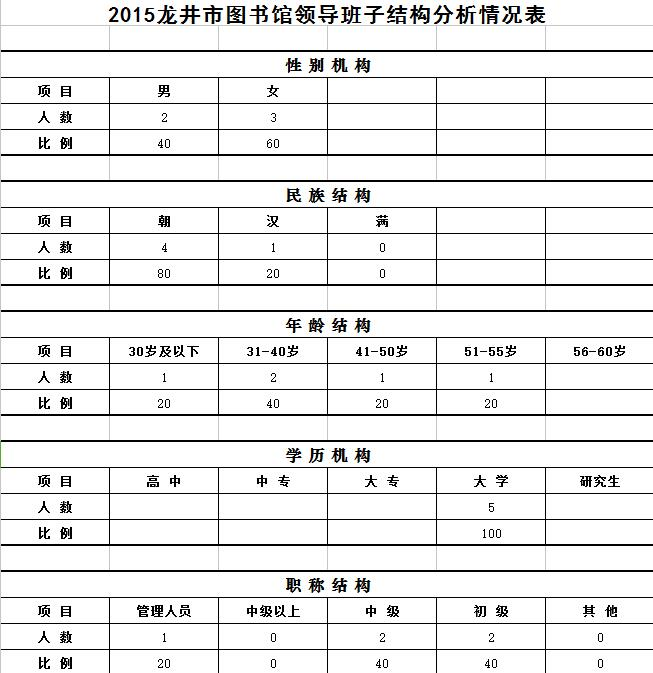 2015龙井市图书馆领导班子结构分析情况表
性别机构
项目 男 女
人数 2 3
比例 40 60
民族结构
项目 朝 汉 满
人数 4 1 0
比例 80 20 0
年龄结构
项目 30岁及以下 31-40岁 41-50岁 51-55岁 56-60岁
人数 1 2 1 1
比例 20 40 20 20
学历机构
项目 高中 中专 大专 大学 研究生
人数 5
比例 100
职称结构
项目 管理人员 中级以上 中级 初级 其他
人数 1 0 2 2 0
比例 20 0 40 40 0